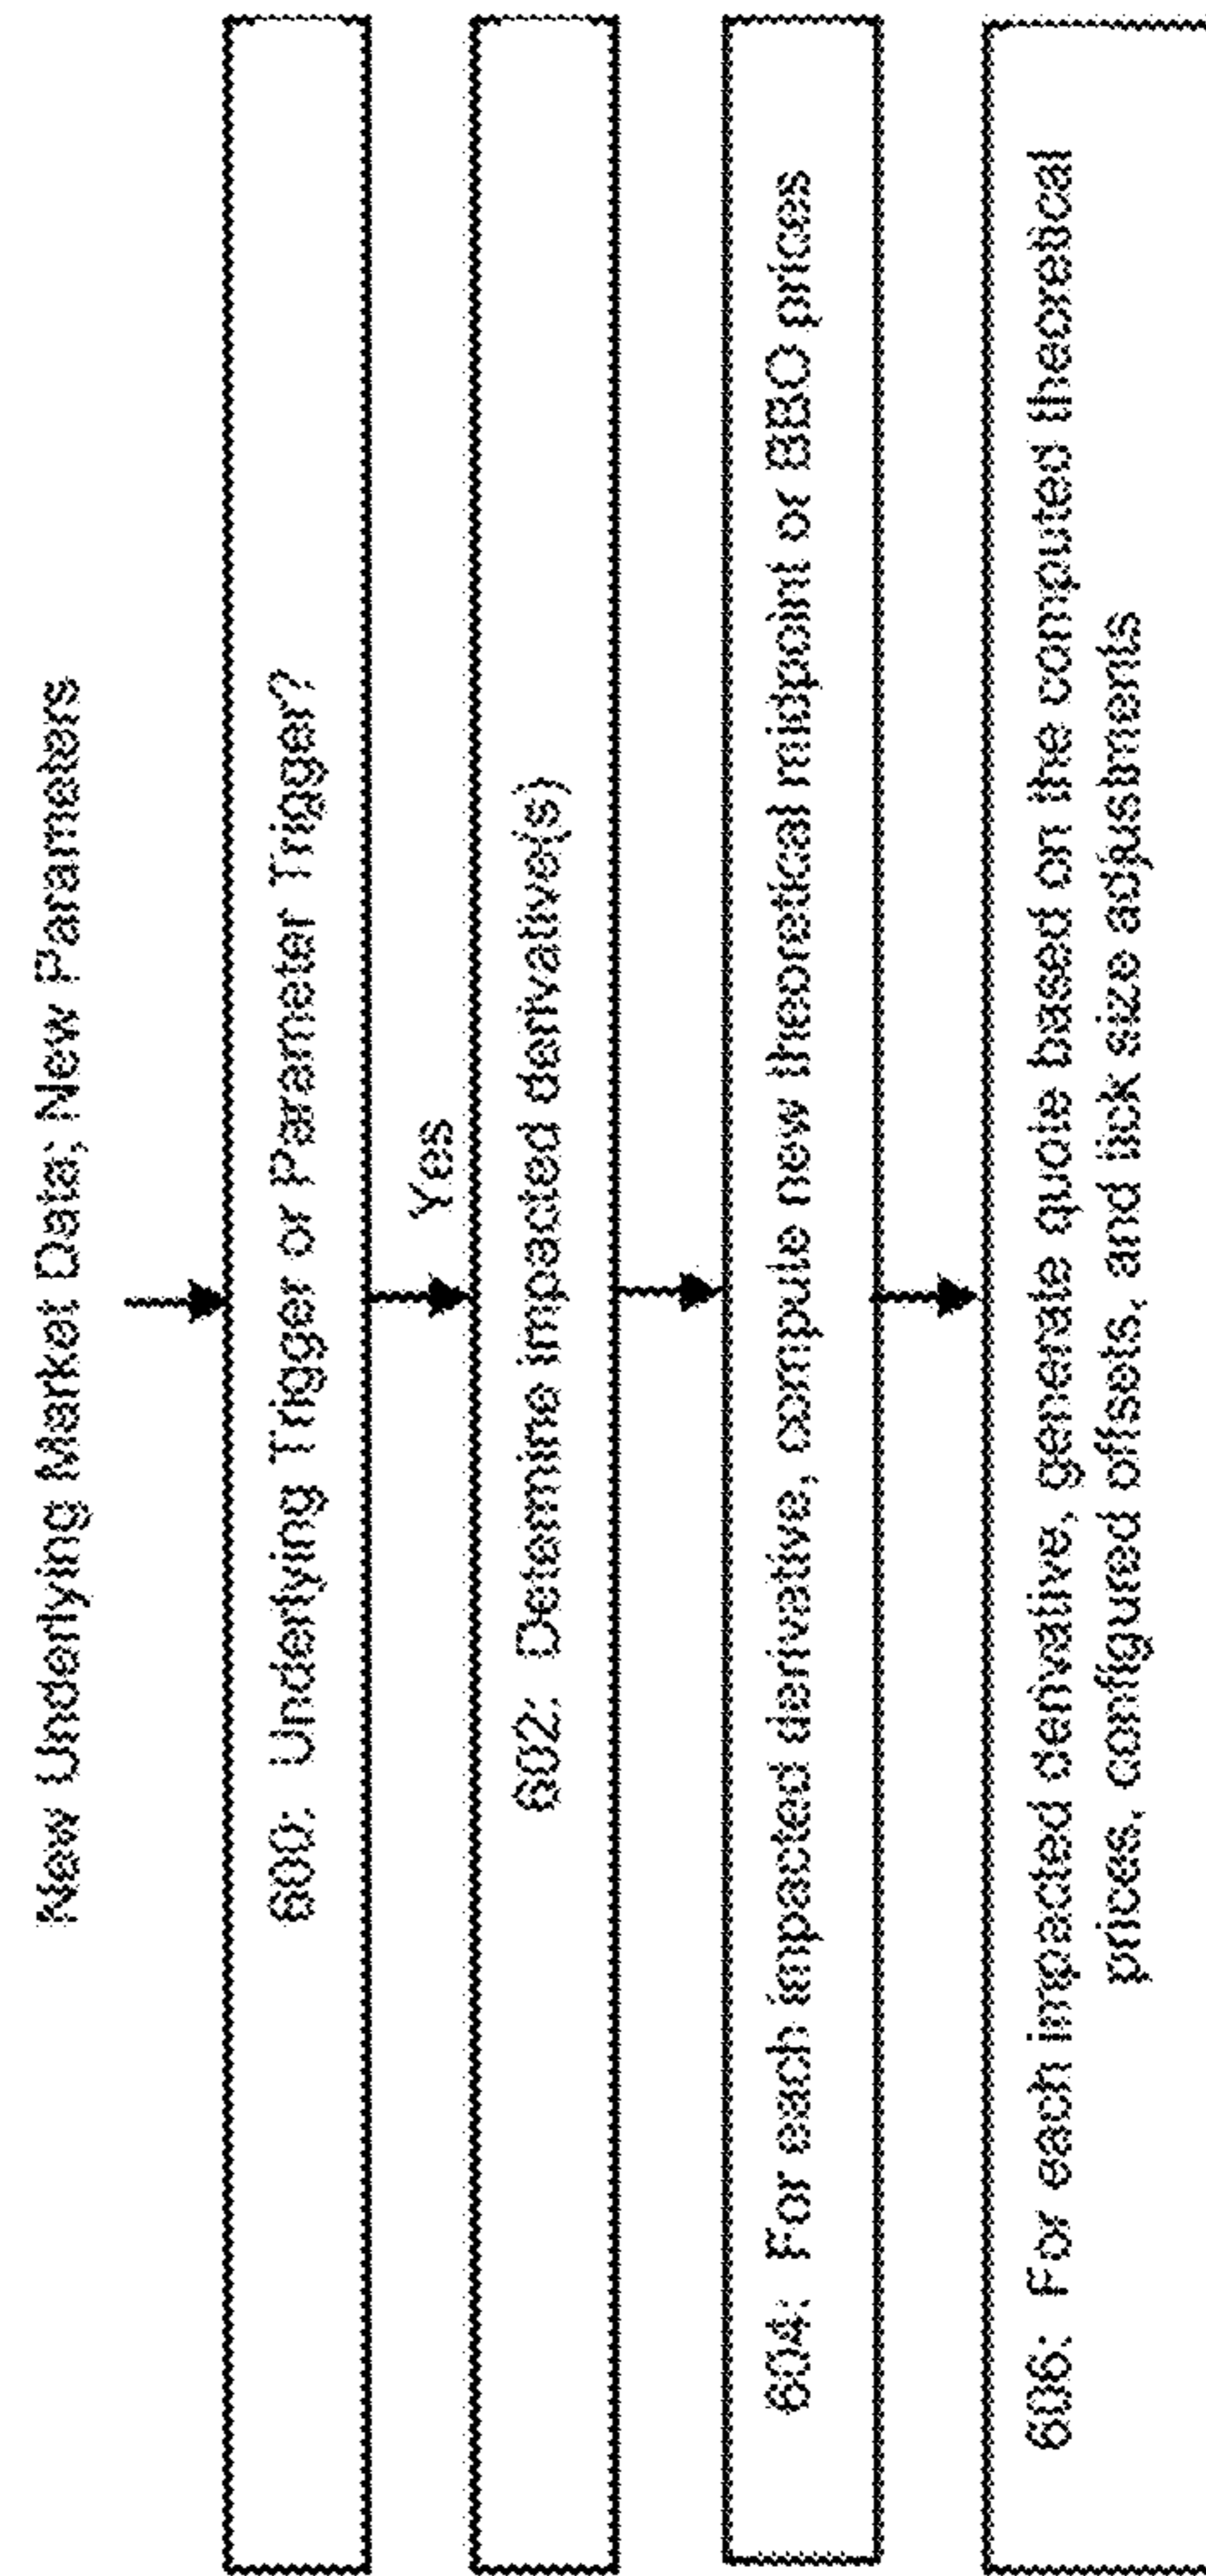 New Underlying Market Data; New Parameters
600: Underlying Trigger or Parameter Trigger?
Yes
602: Determine impacted derivative(s)
604: For each impacted derivative, compute new theoretical midpoint or BBO prices
606: For each impacted derivative, generate quote based on the computed theoretical
prices, configured offsets, and tick size adjustments